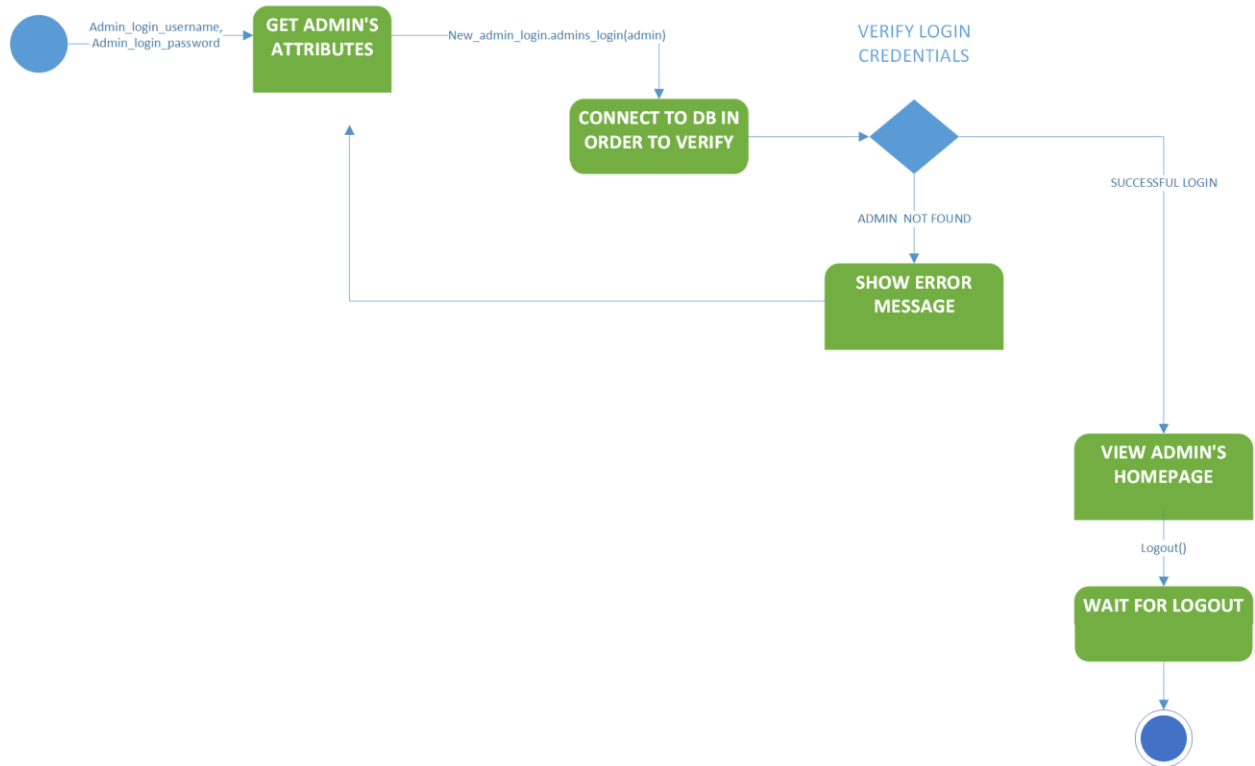 Admin_login_username,
Admin_login_password
GET ADMIN'S
ATTRIBUTES
New_admin_login.admins_login(admin)
VERIFY LOGIN
CREDENTIALS
CONNECT TO DB IN
ORDER TO VERIFY
SUCCESSFUL LOGIN
ADMIN NOT FOUND
SHOW ERROR
MESSAGE
VIEW ADMIN'S
HOMEPAGE
Logout()
WAIT FOR LOGOUT